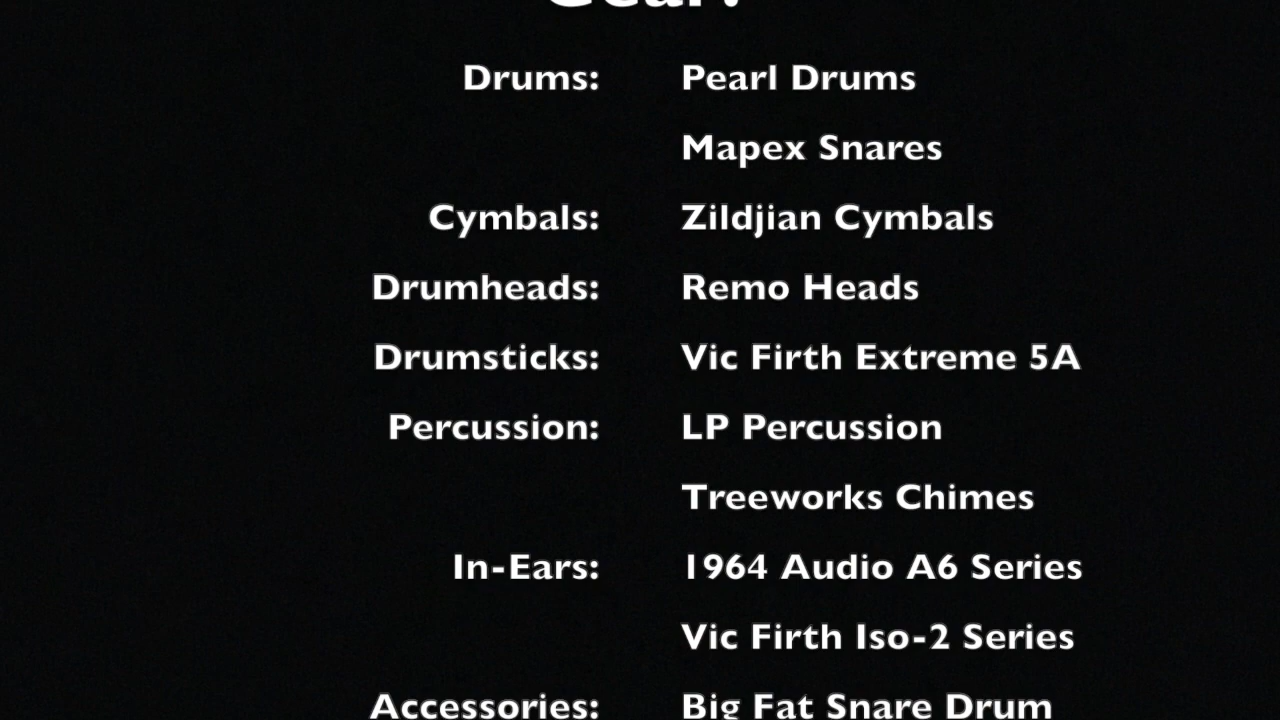 Gear:
Drums: Pearl Drums
Mapex Snares
Cymbals: Zildjian Cymbals
Drumheads: Remo Heads
Drumsticks: Vic Firth Extreme 5A
Percussion: LP Percussion
Treeworks Chimes
In-Ears: 1964 Audio A6 Series
Vic Firth Iso-2 Series
Accessories: Big Fat Snare Drum